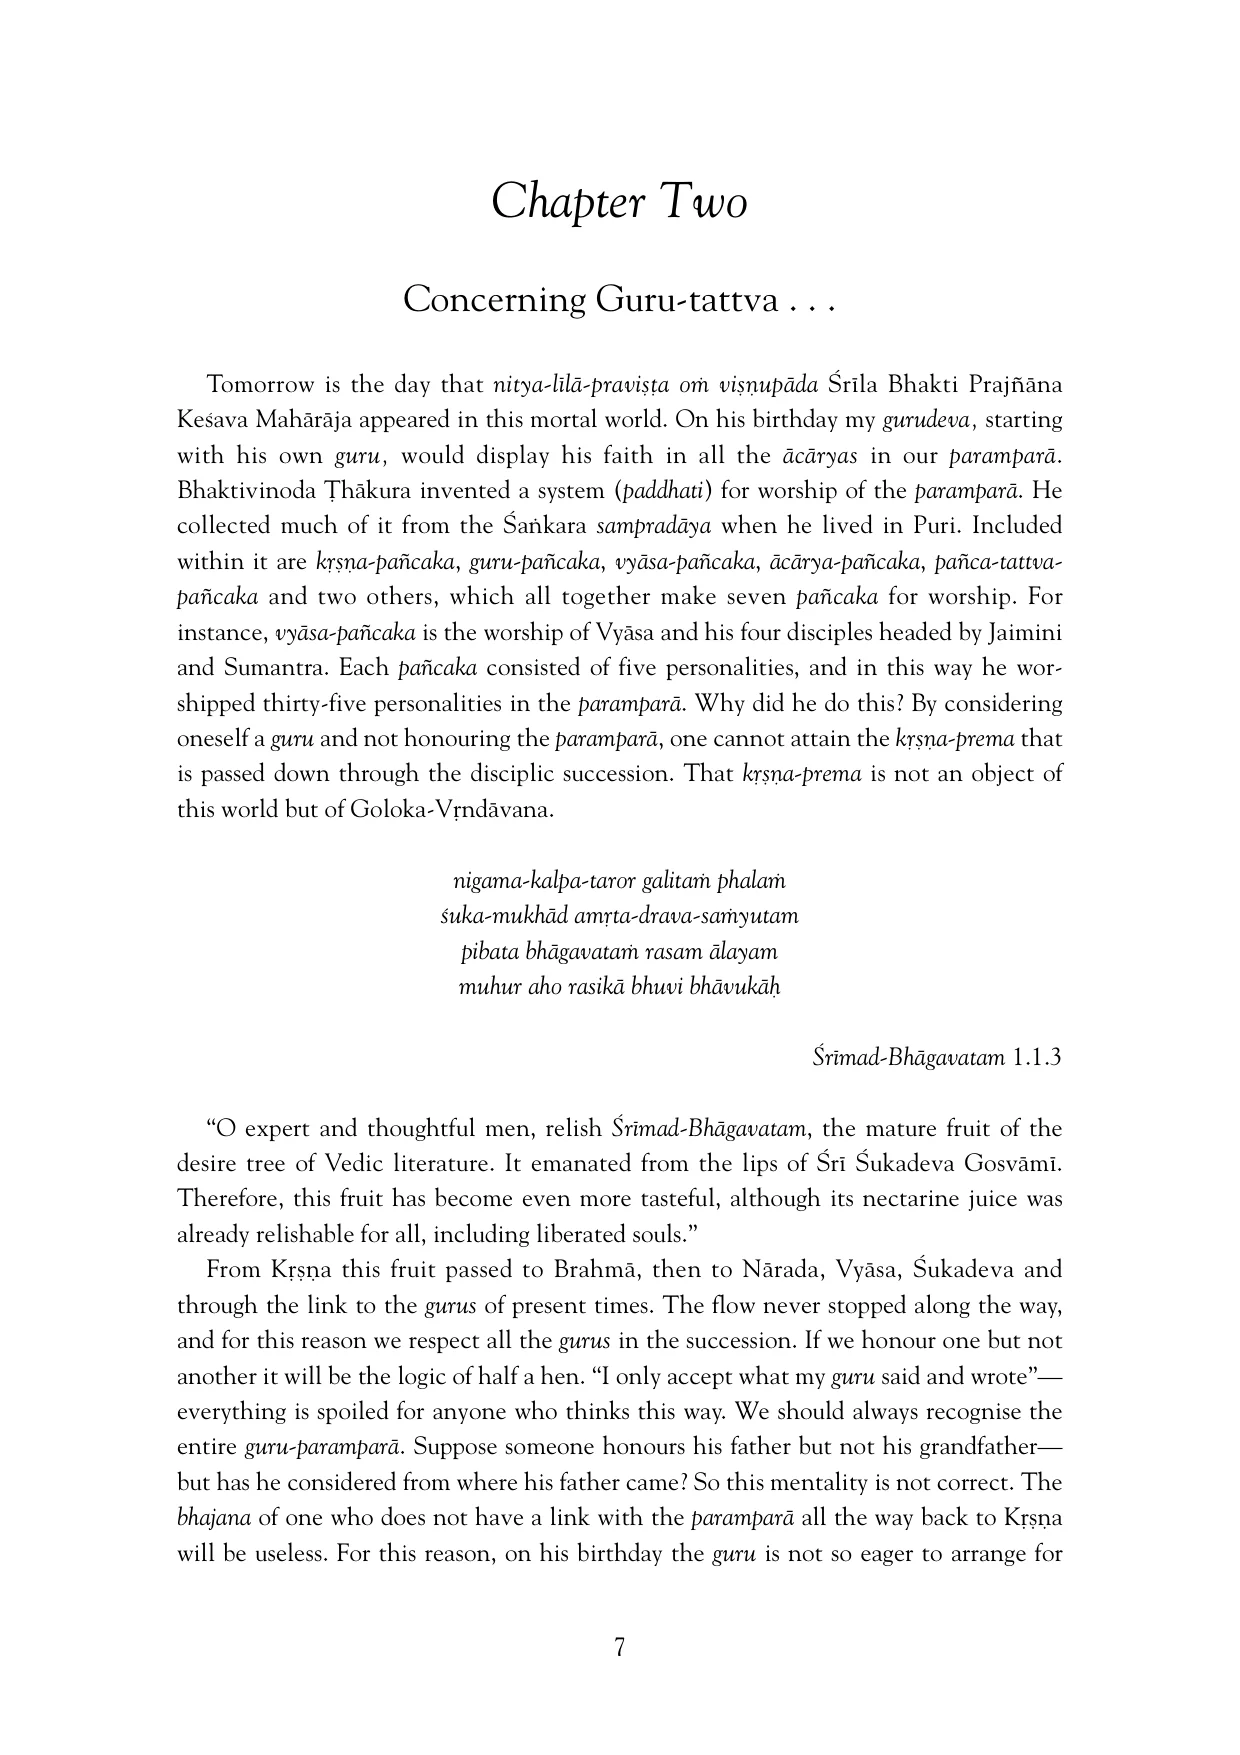 Chapter Two
Concerning Guru-tattva . . .
Tomorrow is the day that nitya-līlā-praviṣṭa oṁ viṣṇupāda Śrīla Bhakti Prajñāna
Keśava Mahārāja appeared in this mortal world. On his birthday my gurudeva, starting
with his own guru, would display his faith in all the ācāryas in our paramparā.
Bhaktivinoda Ṭhākura invented a system (paddhati) for worship of the paramparā. He
collected much of it from the Śaṅkara sampradāya when he lived in Puri. Included
within it are kṛṣṇa-pañcaka, guru-pañcaka, vyāsa-pañcaka, ācārya-pañcaka, pañca-tattva-
pañcaka and two others, which all together make seven pañcaka for worship. For
instance, vyāsa-pañcaka is the worship of Vyāsa and his four disciples headed by Jaimini
and Sumantra. Each pañcaka consisted of five personalities, and in this way he wor-
shipped thirty-five personalities in the paramparā. Why did he do this? By considering
oneself a guru and not honouring the paramparā, one cannot attain the kṛṣṇa-prema that
is passed down through the disciplic succession. That kṛṣṇa-prema is not an object of
this world but of Goloka-Vṛndāvana.
nigama-kalpa-taror galitaṁ phalaṁ
śuka-mukhād amṛta-drava-saṁyutam
pibata bhāgavataṁ rasam ālayam
muhur aho rasikā bhuvi bhāvukāḥ
Śrīmad-Bhāgavatam 1.1.3
“O expert and thoughtful men, relish Śrīmad-Bhāgavatam, the mature fruit of the
desire tree of Vedic literature. It emanated from the lips of Śrī Śukadeva Gosvāmī.
Therefore, this fruit has become even more tasteful, although its nectarine juice was
already relishable for all, including liberated souls.”
From Kṛṣṇa this fruit passed to Brahmā, then to Nārada, Vyāsa, Śukadeva and
through the link to the gurus of present times. The flow never stopped along the way,
and for this reason we respect all the gurus in the succession. If we honour one but not
another it will be the logic of half a hen. “I only accept what my guru said and wrote”—
everything is spoiled for anyone who thinks this way. We should always recognise the
entire guru-paramparā. Suppose someone honours his father but not his grandfather—
but has he considered from where his father came? So this mentality is not correct. The
bhajana of one who does not have a link with the paramparā all the way back to Kṛṣṇa
will be useless. For this reason, on his birthday the guru is not so eager to arrange for
7